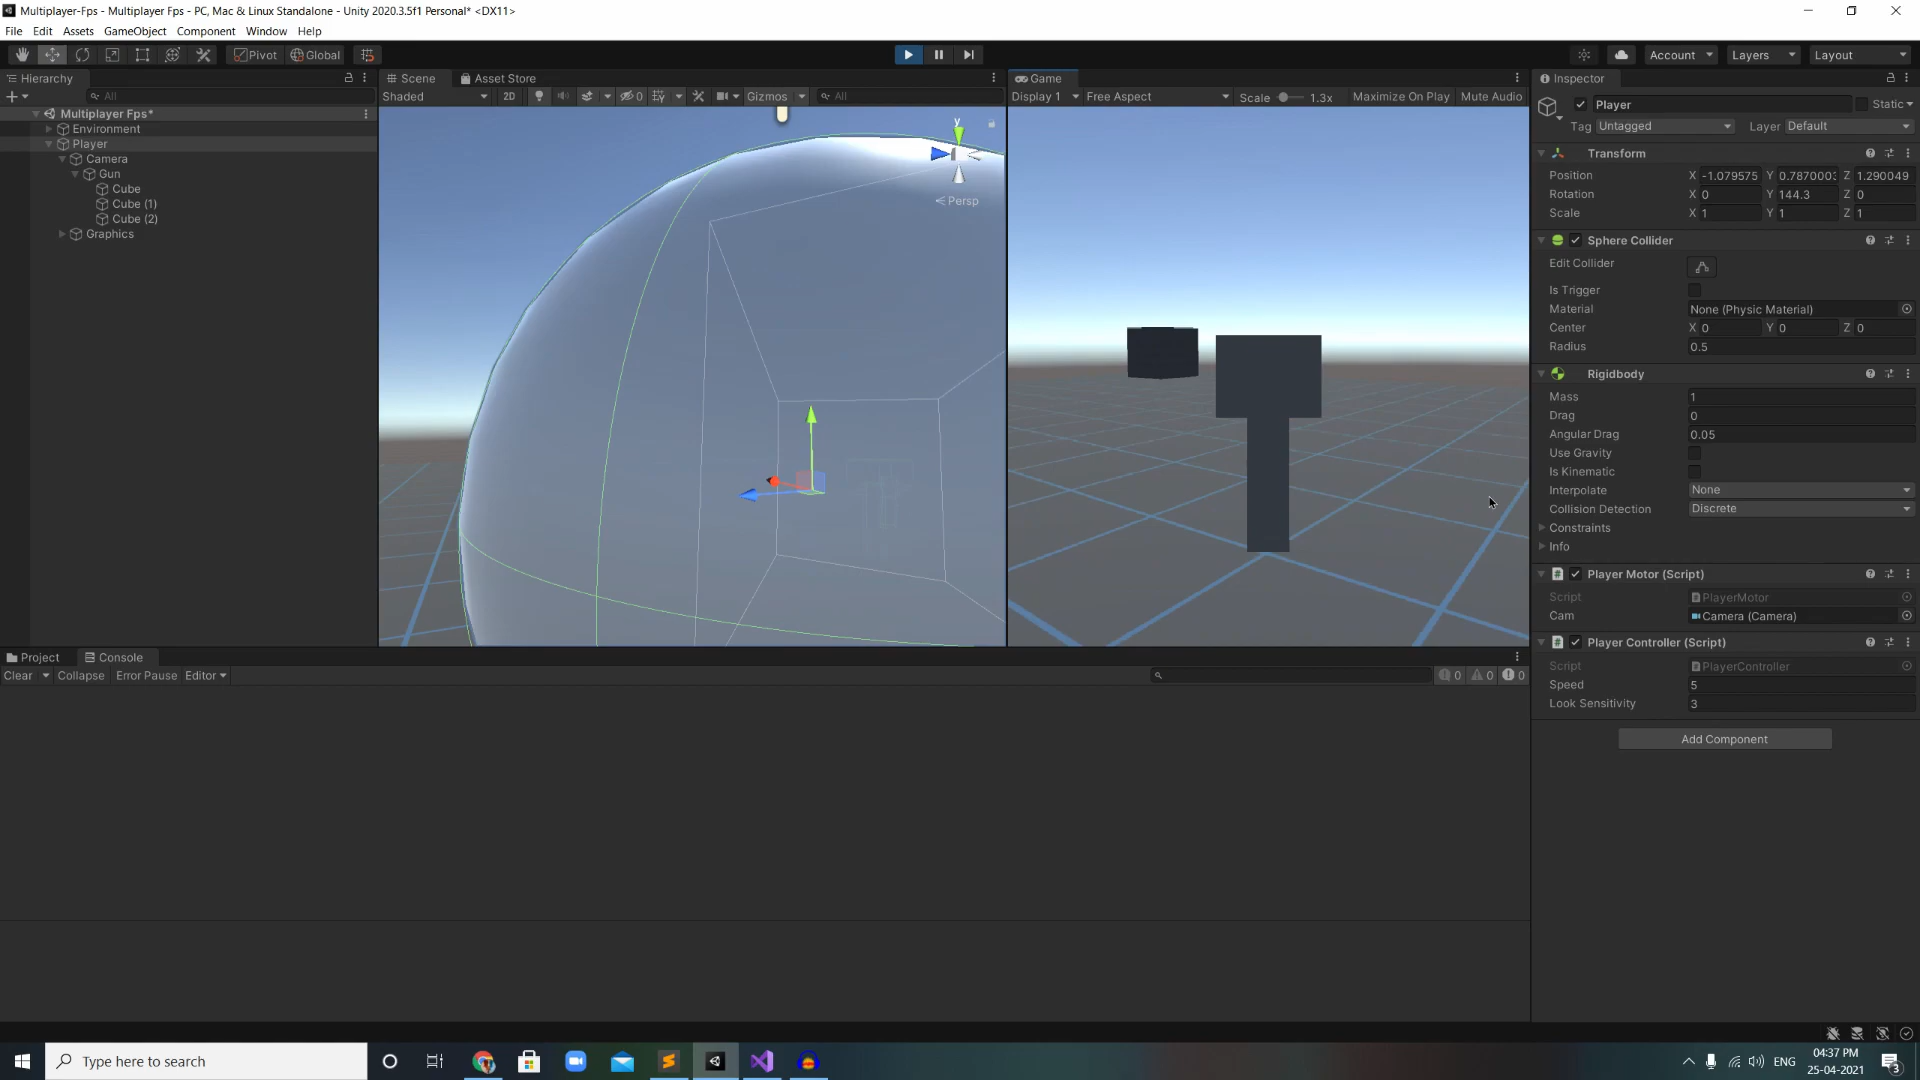 Multiplayer-Fps - Multiplayer Fps - PC, Mac & Linux Standalone - Unity 2020.3.5f1 Personal* <DX11>
File Edit Assets GameObject Component Window Help
Pivot Global Account Layers Layout
Hierarchy
All
Multiplayer Fps*
Environment
Player
Camera
Gun
Cube
Cube (1)
Cube (2)
Graphics
Scene Asset Store
Shaded 2D 0 Gizmos All
y
Persp
Game
Display 1 Free Aspect Scale 1.3x Maximize On Play Mute Audio
Inspector
Player Static
Tag Untagged Layer Default
Transform
Position X -1.079575 Y 0.7870003 Z 1.290049
Rotation X 0 Y 144.3 Z 0
Scale X 1 Y 1 Z 1
Sphere Collider
Edit Collider
Is Trigger
Material None (Physic Material)
Center X 0 Y 0 Z 0
Radius 0.5
Rigidbody
Mass 1
Drag 0
Angular Drag 0.05
Use Gravity
Is Kinematic
Interpolate None
Collision Detection Discrete
Constraints
Info
Player Motor (Script)
Script PlayerMotor
Cam Camera (Camera)
Player Controller (Script)
Script PlayerController
Speed 5
Look Sensitivity 3
Add Component
Project Console
Clear Collapse Error Pause Editor 0 0 0
Type here to search
ENG 04:37 PM
25-04-2021
3